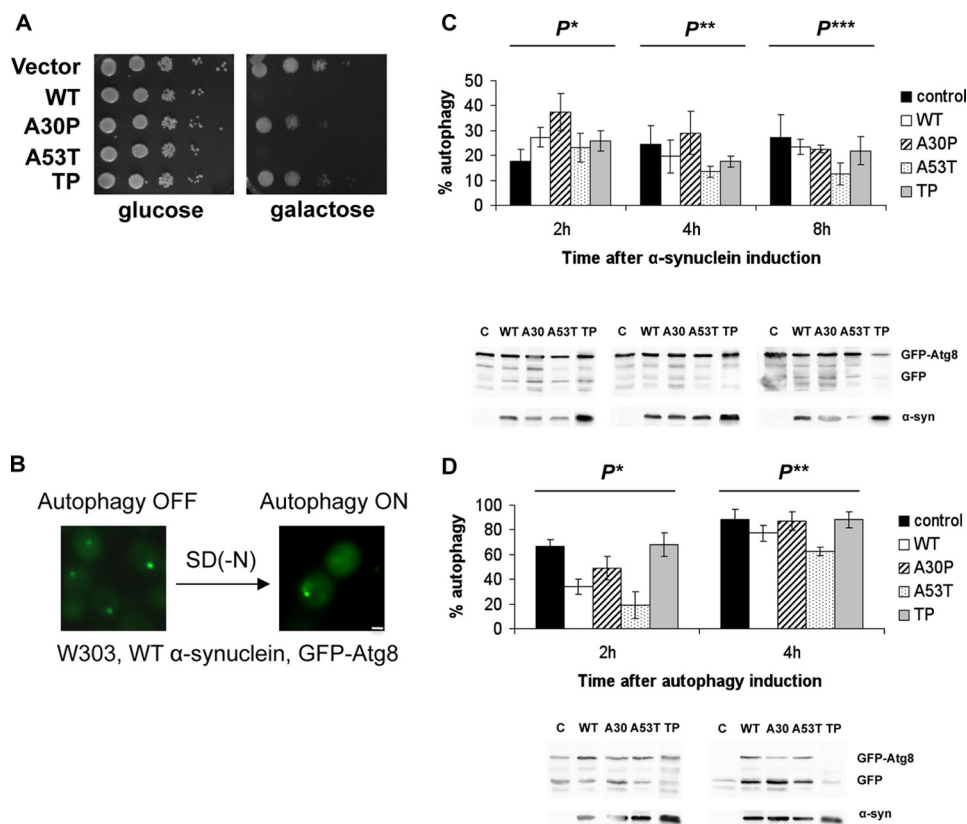 A
Vector
WT
A30P
A53T
TP
glucose galactose
B
Autophagy OFF Autophagy ON
SD(-N)
W303, WT α-synuclein, GFP-Atg8
C
P* P** P***
% autophagy
50
40
30
20
10
0
2h 4h 8h
Time after α-synuclein induction
control
WT
A30P
A53T
TP
C WT A30 A53T TP C WT A30 A53T TP C WT A30 A53T TP
GFP-Atg8
GFP
α-syn
D
P* P**
% autophagy
100
80
60
40
20
0
2h 4h
Time after autophagy induction
control
WT
A30P
A53T
TP
C WT A30 A53T TP C WT A30 A53T TP
GFP-Atg8
GFP
α-syn